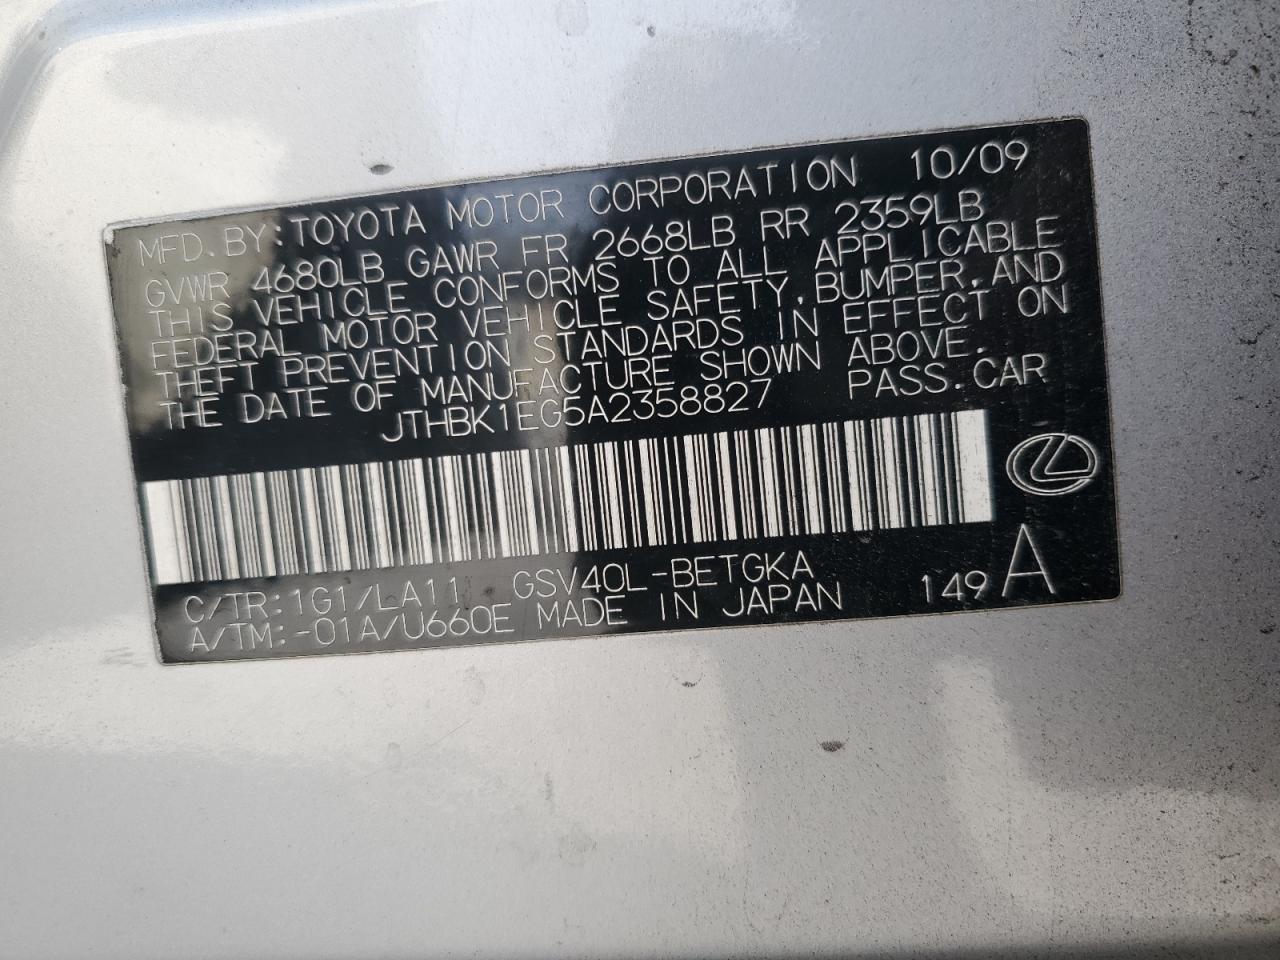 MFD. BY: TOYOTA MOTOR CORPORATION 10/09
GVWR 4680LB GAWR FR 2668LB RR 2359LB
THIS VEHICLE CONFORMS TO ALL APPLICABLE
FEDERAL MOTOR VEHICLE SAFETY, BUMPER, AND
THEFT PREVENTION STANDARDS IN EFFECT ON
THE DATE OF MANUFACTURE SHOWN ABOVE.
JTHBK1EG5A2358827 PASS. CAR
C/TR: 1G1/LA11 GSV40L-BETGKA
A/TM: -01A/U660E MADE IN JAPAN 149 A